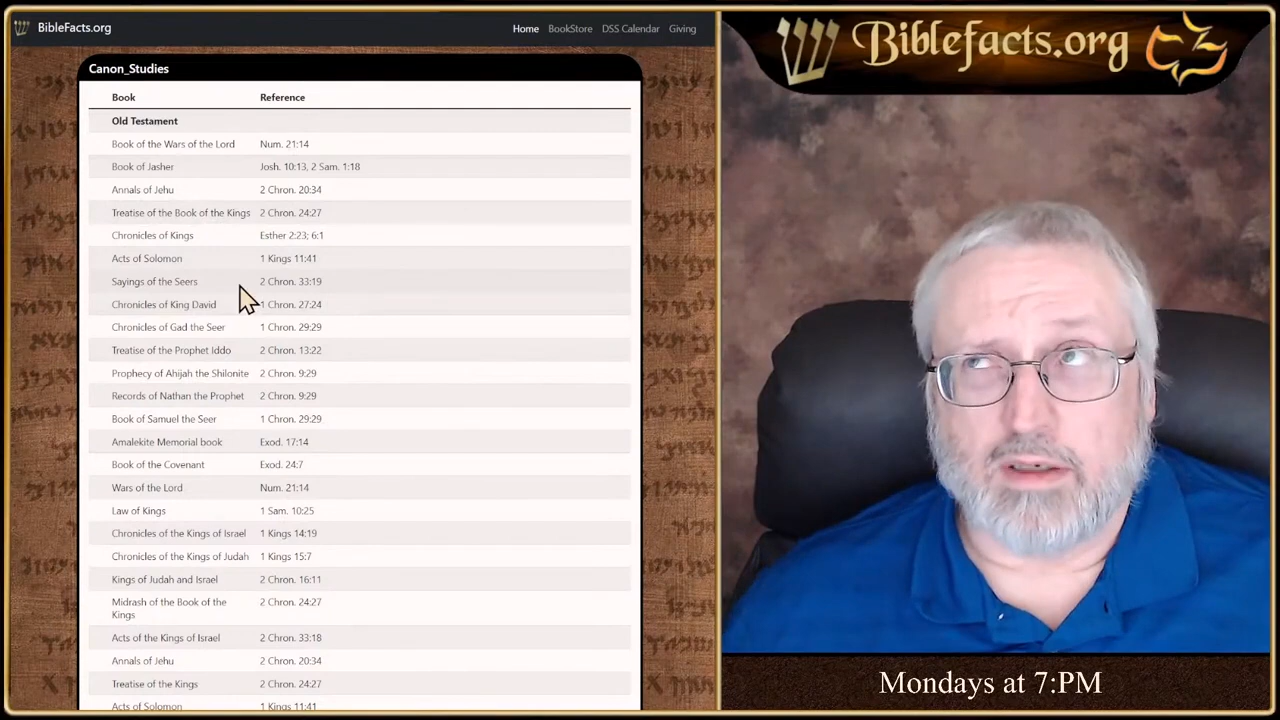 BibleFacts.org
Home BookStore DSS Calendar Giving
Canon_Studies
Book Reference
Old Testament
Book of the Wars of the Lord Num. 21:14
Book of Jasher Josh. 10:13, 2 Sam. 1:18
Annals of Jehu 2 Chron. 20:34
Treatise of the Book of the Kings 2 Chron. 24:27
Chronicles of Kings Esther 2:23; 6:1
Acts of Solomon 1 Kings 11:41
Sayings of the Seers 2 Chron. 33:19
Chronicles of King David 1 Chron. 27:24
Chronicles of Gad the Seer 1 Chron. 29:29
Treatise of the Prophet Iddo 2 Chron. 13:22
Prophecy of Ahijah the Shilonite 2 Chron. 9:29
Records of Nathan the Prophet 2 Chron. 9:29
Book of Samuel the Seer 1 Chron. 29:29
Amalekite Memorial book Exod. 17:14
Book of the Covenant Exod. 24:7
Wars of the Lord Num. 21:14
Law of Kings 1 Sam. 10:25
Chronicles of the Kings of Israel 1 Kings 14:19
Chronicles of the Kings of Judah 1 Kings 15:7
Kings of Judah and Israel 2 Chron. 16:11
Midrash of the Book of the 2 Chron. 24:27
Kings
Acts of the Kings of Israel 2 Chron. 33:18
Annals of Jehu 2 Chron. 20:34
Treatise of the Kings 2 Chron. 24:27
Acts of Solomon 1 Kings 11:41
Biblefacts.org
Mondays at 7:PM